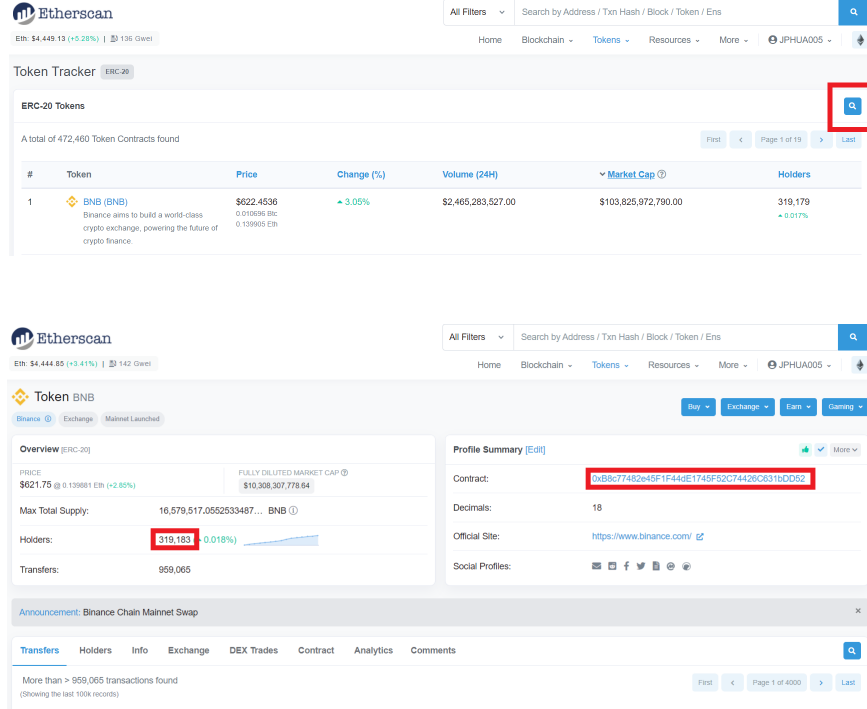 Etherscan
All Filters Search by Address / Txn Hash / Block / Token / Ens
Eth: $4,449.13 (+5.29%) | 136 Gwei
Home Blockchain Tokens Resources More JPHUA005
Token Tracker ERC-20
ERC-20 Tokens
A total of 472,460 Token Contracts found
First Page 1 of 19 Last
# Token Price Change (%) Volume (24H) Market Cap Holders
1 BNB (BNB) $622.4536 3.05% $2,465,283,527.00 $103,825,972,790.00 319,179
Binance aims to build a world-class
crypto exchange, powering the future of
crypto finance.
0.010696 Btc
0.139905 Eth
0.017%
Etherscan
All Filters Search by Address / Txn Hash / Block / Token / Ens
Eth: $4,444.85 (+3.41%) | 142 Gwei
Home Blockchain Tokens Resources More JPHUA005
Token BNB
Binance Exchange Mainnet Launched
Buy Exchange Earn Gaming
Overview [ERC-20]
PRICE
$621.75 @ 0.139881 Eth (+2.85%)
FULLY DILUTED MARKET CAP
$10,308,307,778.64
Max Total Supply: 16,579,517.0552533487... BNB
Holders: 319,183 0.018%)
Transfers: 959,065
Profile Summary [Edit]
More
Contract: 0xB8c77482e45F1F44dE1745F52C74426C631bDD52
Decimals: 18
Official Site: https://www.binance.com/
Social Profiles:
Announcement: Binance Chain Mainnet Swap ×
Transfers Holders Info Exchange DEX Trades Contract Analytics Comments
More than > 959,065 transactions found
(Showing the last 100k records)
First Page 1 of 4000 Last